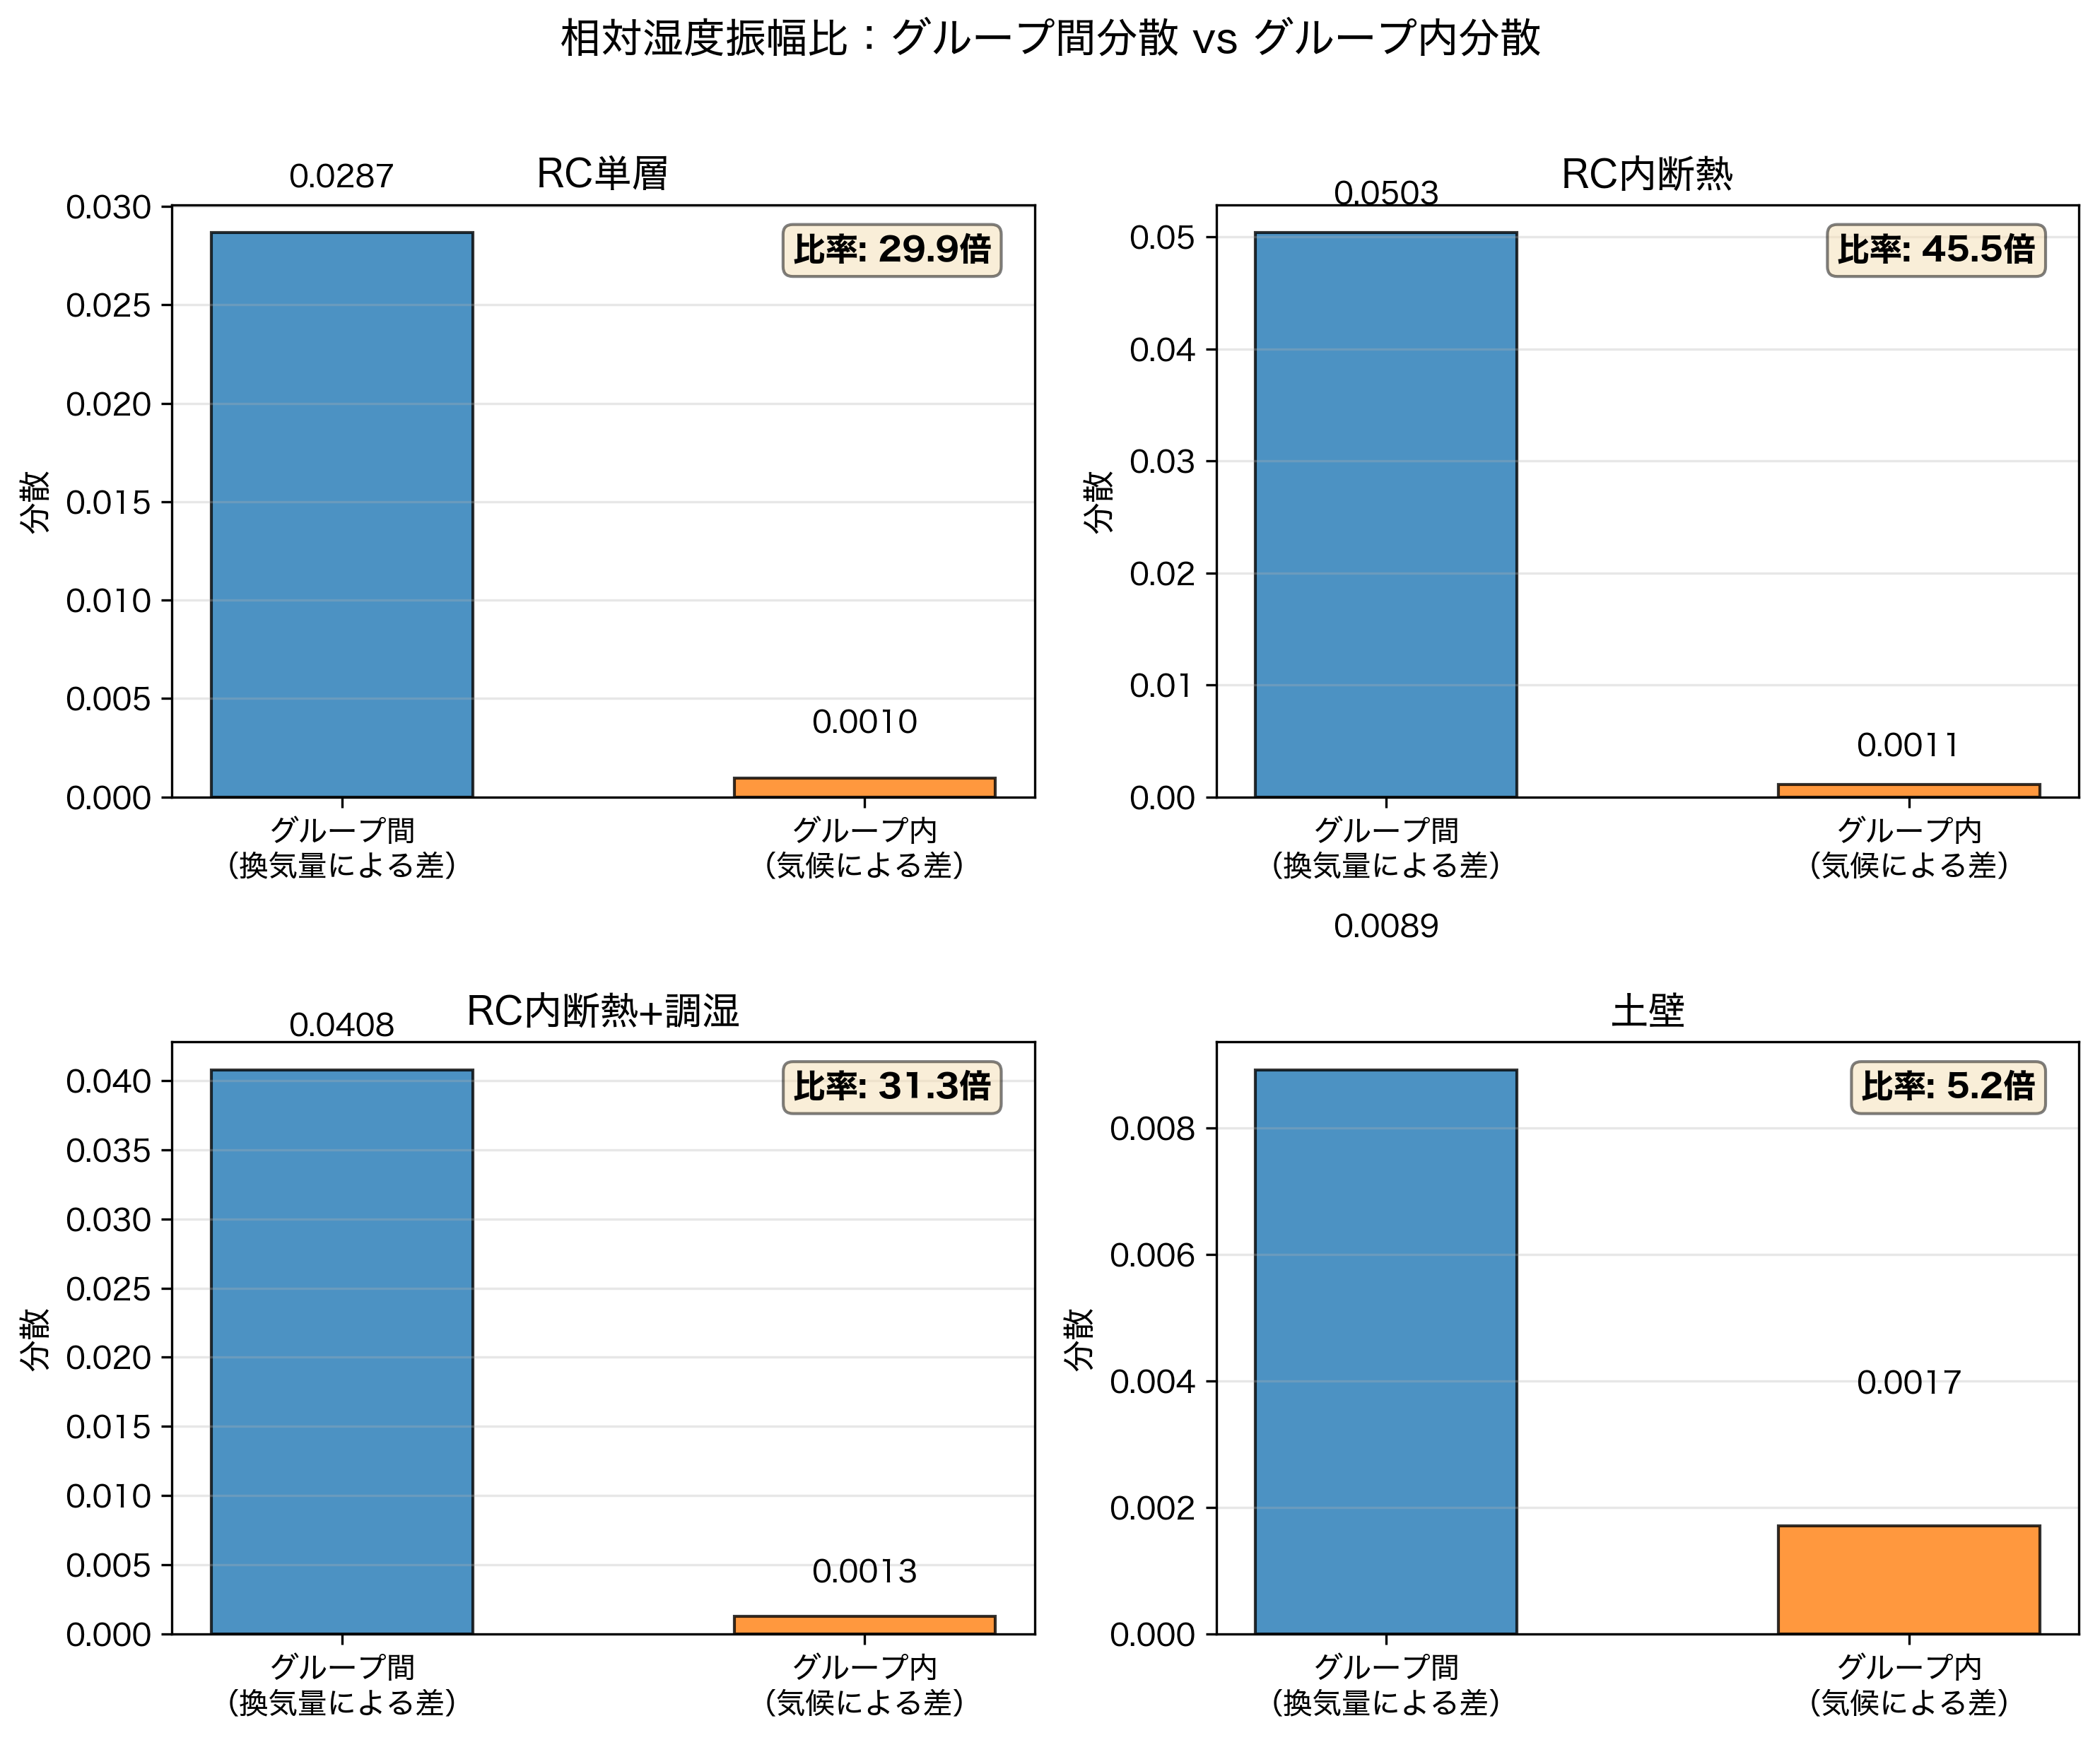 相対湿度振幅比：グループ間分散 vs グループ内分散
RC単層
0.0287
比率: 29.9倍
0.030
0.025
0.020
0.015
0.010
0.005
0.000
分散
0.0010
グループ間
（換気量による差）
グループ内
（気候による差）
RC内断熱
0.0503
比率: 45.5倍
0.05
0.04
0.03
0.02
0.01
0.00
分散
0.0011
グループ間
（換気量による差）
グループ内
（気候による差）
RC内断熱+調湿
0.0408
比率: 31.3倍
0.040
0.035
0.030
0.025
0.020
0.015
0.010
0.005
0.000
分散
0.0013
グループ間
（換気量による差）
グループ内
（気候による差）
0.0089
土壁
比率: 5.2倍
0.008
0.006
0.004
0.002
0.000
分散
0.0017
グループ間
（換気量による差）
グループ内
（気候による差）